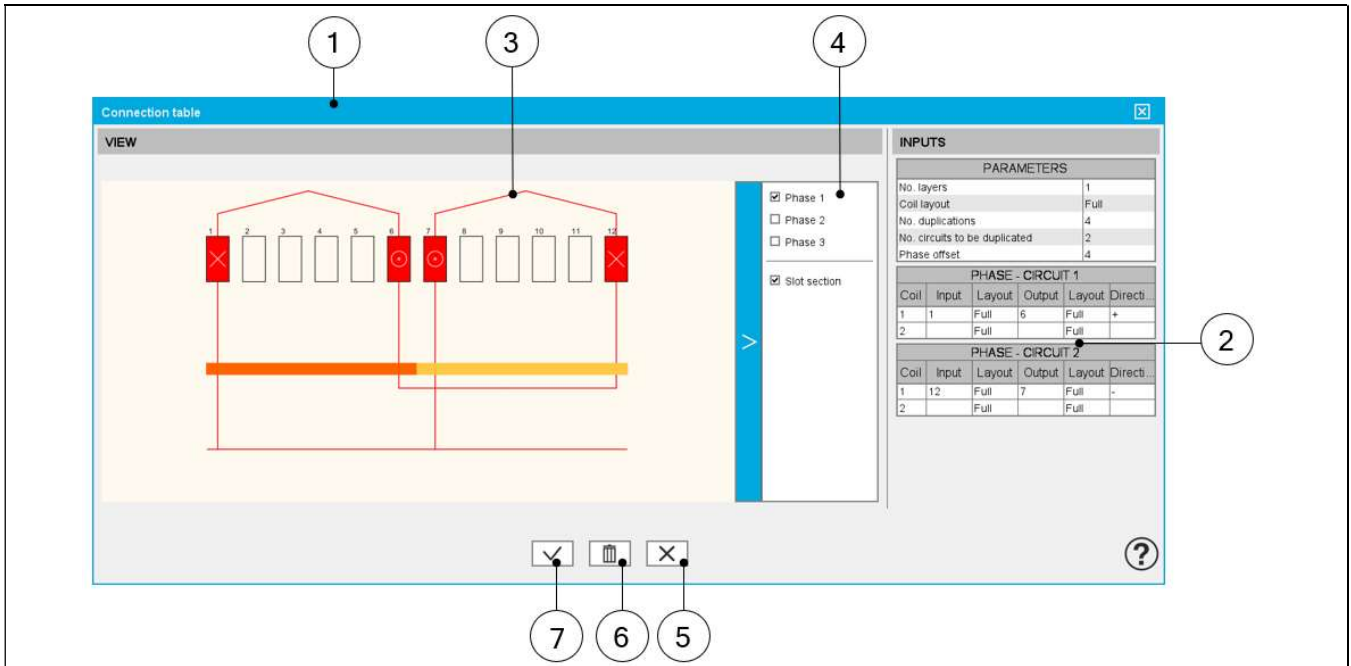 1
3
4
Connection table
VIEW
INPUTS
1 2 3 4 5 6 7 8 9 10 11 12
Phase 1
Phase 2
Phase 3
Slot section
>
PARAMETERS
No. layers 1
Coil layout Full
No. duplications 4
No. circuits to be duplicated 2
Phase offset 4
PHASE - CIRCUIT 1
Coil Input Layout Output Layout Directi...
1 1 Full 6 Full +
2 Full Full
PHASE - CIRCUIT 2
Coil Input Layout Output Layout Directi...
1 12 Full 7 Full -
2 Full Full
2
?
7
6
5